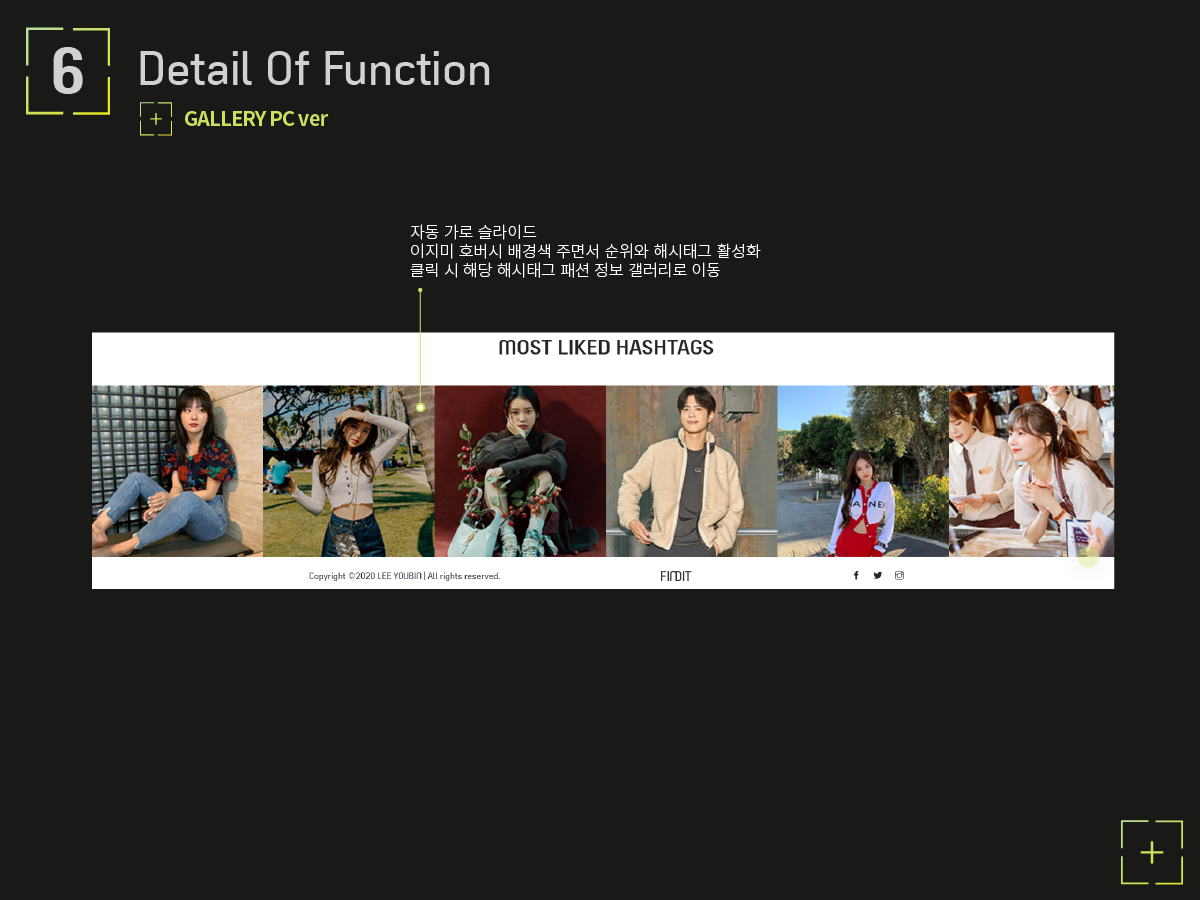 6
Detail Of Function
GALLERY PC ver
자동 가로 슬라이드
이지미 호버시 배경색 주면서 순위와 해시태그 활성화
클릭 시 해당 해시태그 패션 정보 갤러리로 이동
MOST LIKED HASHTAGS
Copyright ©2020 LEE YOUBIN | All rights reserved.
FINDIT